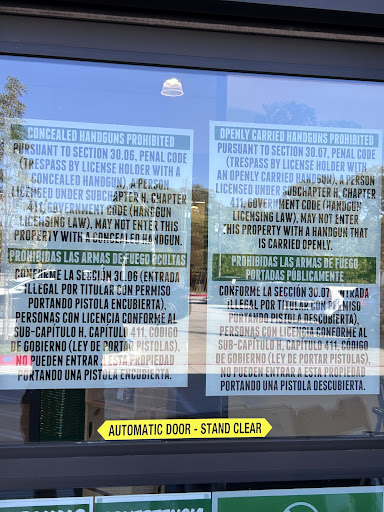 CONCEALED HANDGUNS PROHIBITED
PURSUANT TO SECTION 30.06, PENAL CODE
(TRESPASS BY LICENSE HOLDER WITH A
CONCEALED HANDGUN), A PERSON
LICENSED UNDER SUBCHAPTER H, CHAPTER
411, GOVERNMENT CODE (HANDGUN
LICENSING LAW), MAY NOT ENTER
THIS PROPERTY WITH A CONCEALED HANDGUN.
PROHIBIDAS LAS ARMAS DE FUEGO OCULTAS
CONFORME LA SECCIÓN 30.06 (ENTRADA
ILLEGAL POR TITULAR CON PERMISO
PORTANDO PISTOLA ENCUBIERTA),
PERSONAS CON LICENCIA CONFORME AL
SUB-CAPÍTULO H, CAPÍTULO 411, CÓDIGO
DE GOBIERNO (LEY DE PORTAR PISTOLAS),
NO PUEDEN ENTRAR A ESTA PROPIEDAD
PORTANDO UNA PISTOLA ENCUBIERTA.
OPENLY CARRIED HANDGUNS PROHIBITED
PURSUANT TO SECTION 30.07, PENAL CODE
(TRESPASS BY LICENSE HOLDER WITH
AN OPENLY CARRIED HANDGUN), A PERSON
LICENSED UNDER SUBCHAPTER H, CHAPTER
411, GOVERNMENT CODE (HANDGUN
LICENSING LAW), MAY NOT ENTER
THIS PROPERTY WITH A HANDGUN THAT
IS CARRIED OPENLY.
PROHIBIDAS LAS ARMAS DE FUEGO
PORTADAS PÚBLICAMENTE
CONFORME LA SECCIÓN 30.07 (ENTRADA
ILLEGAL POR TITULAR CON PERMISO
PORTANDO PISTOLA DESCUBIERTA),
PERSONAS CON LICENCIA CONFORME AL
SUB-CAPÍTULO H, CAPÍTULO 411, CÓDIGO
DE GOBIERNO (LEY DE PORTAR PISTOLAS),
NO PUEDEN ENTRAR A ESTA PROPIEDAD
PORTANDO UNA PISTOLA DESCUBIERTA.
AUTOMATIC DOOR - STAND CLEAR